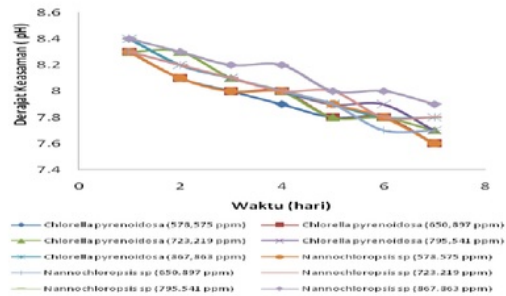 8.6
8.4
8.2
8
7.8
7.6
7.4
Derajat Keasaman ( pH)
0
2
4
6
8
Waktu (hari)
Chlorella pyrenoidosa (578,575 ppm)
Chlorella pyrenoidosa (650,897 ppm)
Chlorella pyrenoidosa (723,219 ppm)
Chlorella pyrenoidosa (795,541 ppm)
Chlorella pyrenoidosa (867,863 ppm)
Nannochloropsis sp (578.575 ppm)
Nannochloropsis sp (650,897 ppm)
Nannochloropsis sp (723.219 ppm)
Nannochloropsis sp (795.541 ppm)
Nannochloropsis sp (867.863 ppm)